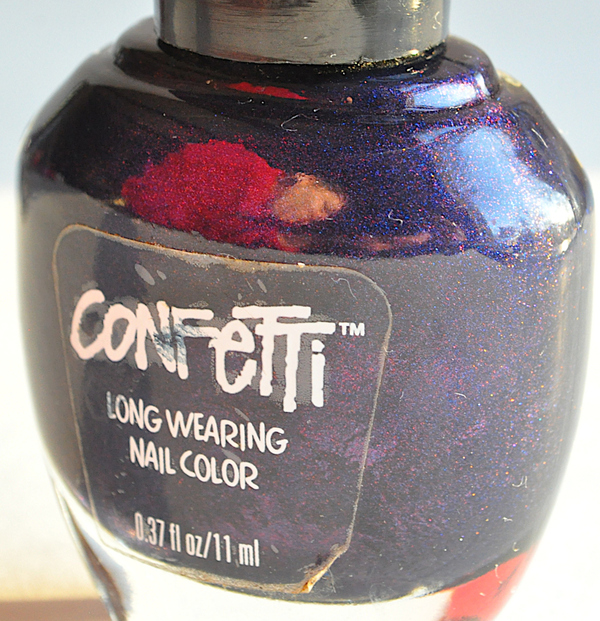 CONFETTi™
LONG WEARING
NAIL COLOR
0.37 fl oz/11 ml